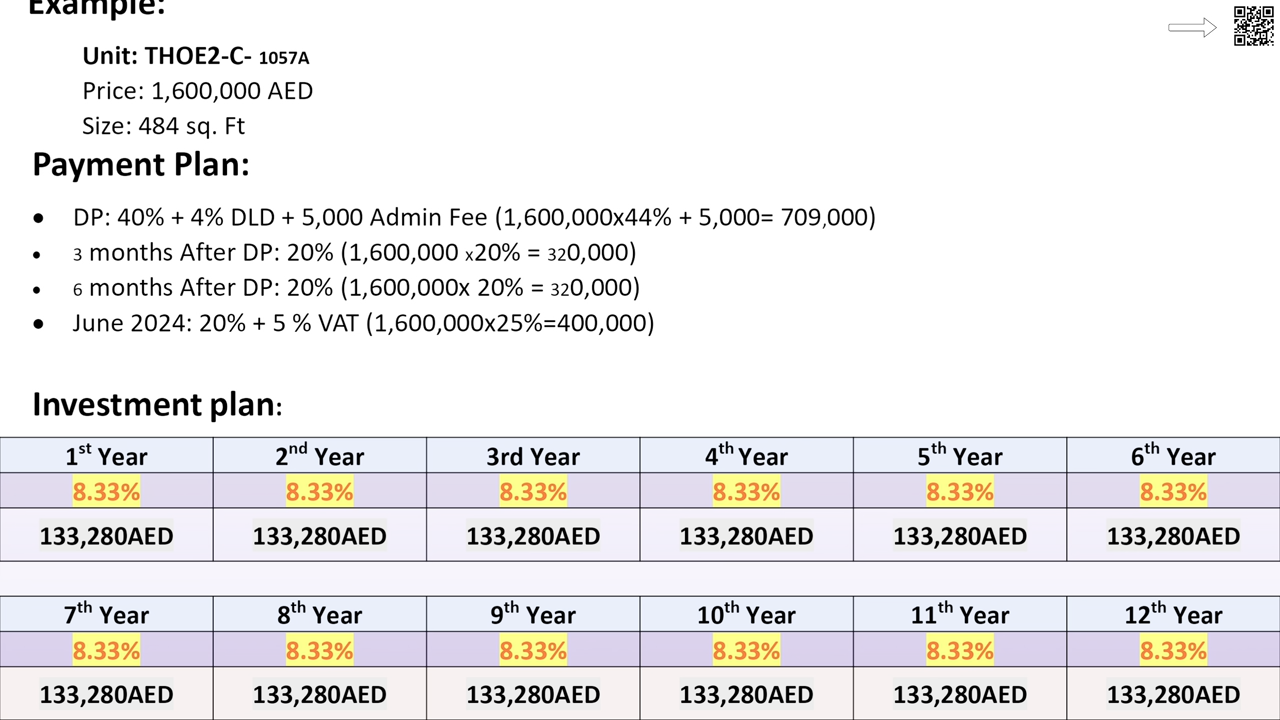 Example:
Unit: THOE2-C- 1057A
Price: 1,600,000 AED
Size: 484 sq. Ft
Payment Plan:
• DP: 40% + 4% DLD + 5,000 Admin Fee (1,600,000x44% + 5,000= 709,000)
• 3 months After DP: 20% (1,600,000 x20% = 320,000)
• 6 months After DP: 20% (1,600,000x 20% = 320,000)
• June 2024: 20% + 5 % VAT (1,600,000x25%=400,000)
Investment plan:
1st Year 2nd Year 3rd Year 4th Year 5th Year 6th Year
8.33% 8.33% 8.33% 8.33% 8.33% 8.33%
133,280AED 133,280AED 133,280AED 133,280AED 133,280AED 133,280AED
7th Year 8th Year 9th Year 10th Year 11th Year 12th Year
8.33% 8.33% 8.33% 8.33% 8.33% 8.33%
133,280AED 133,280AED 133,280AED 133,280AED 133,280AED 133,280AED